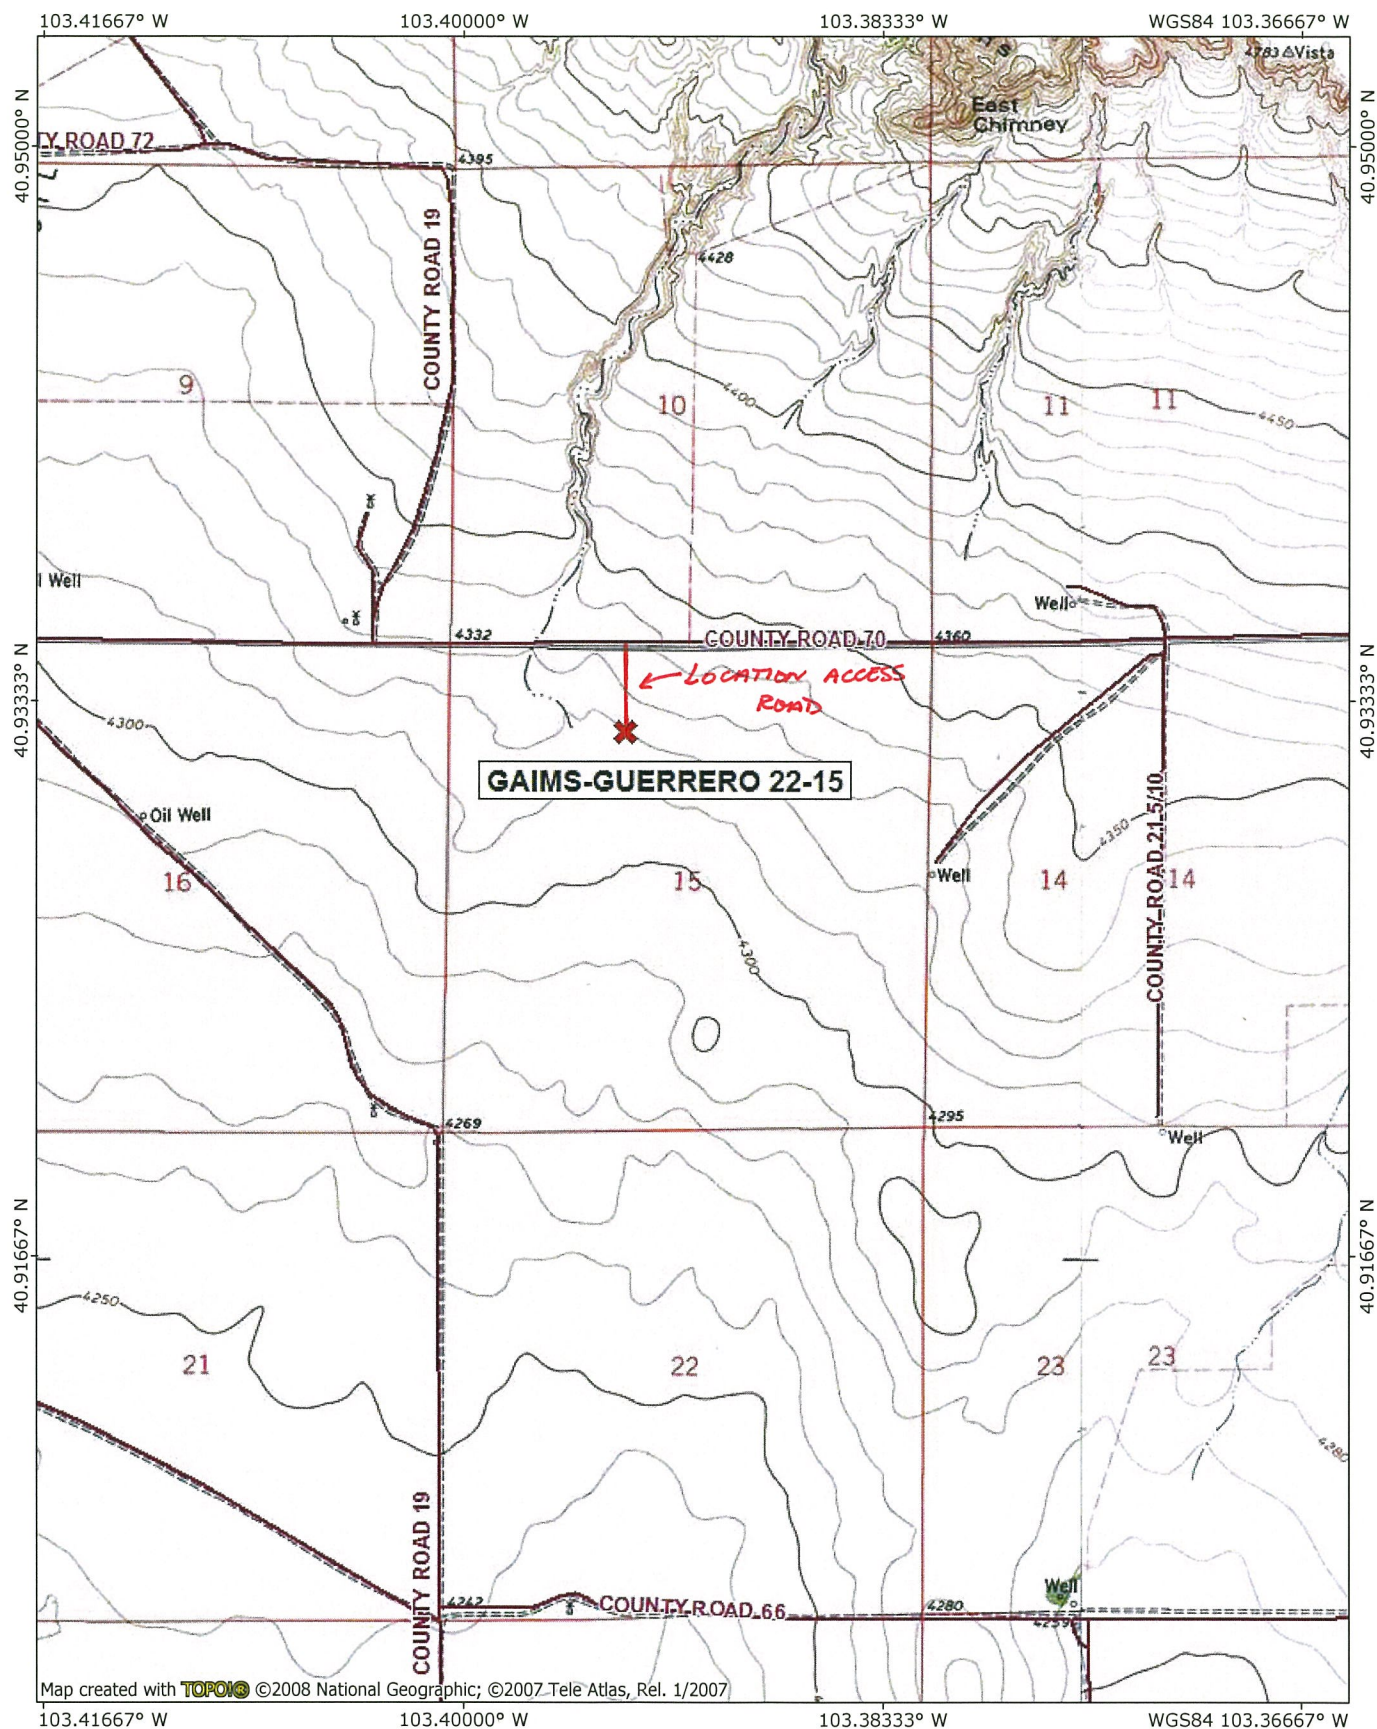 103.41667° W 103.40000° W 103.38333° W WGS84 103.36667° W
4783 Vista
East
Chimney
40.95000° N
40.95000° N
TY ROAD 72
4395
COUNTY ROAD 19
4428
9
10
11
11
4400
4450
l Well
Well
4332
COUNTY ROAD 70
4360
LOCATION ACCESS
ROAD
40.93333° N
40.93333° N
4300
GAIMS-GUERRERO 22-15
Oil Well
COUNTY ROAD 21.5/10
4350
Well
16
15
14
14
4300
4269
4295
Well
40.91667° N
40.91667° N
4250
21
22
23
23
4280
COUNTY ROAD 19
Well
4242
COUNTY ROAD 66
4280
4259
Map created with TOPO!® ©2008 National Geographic; ©2007 Tele Atlas, Rel. 1/2007
103.41667° W 103.40000° W 103.38333° W WGS84 103.36667° W